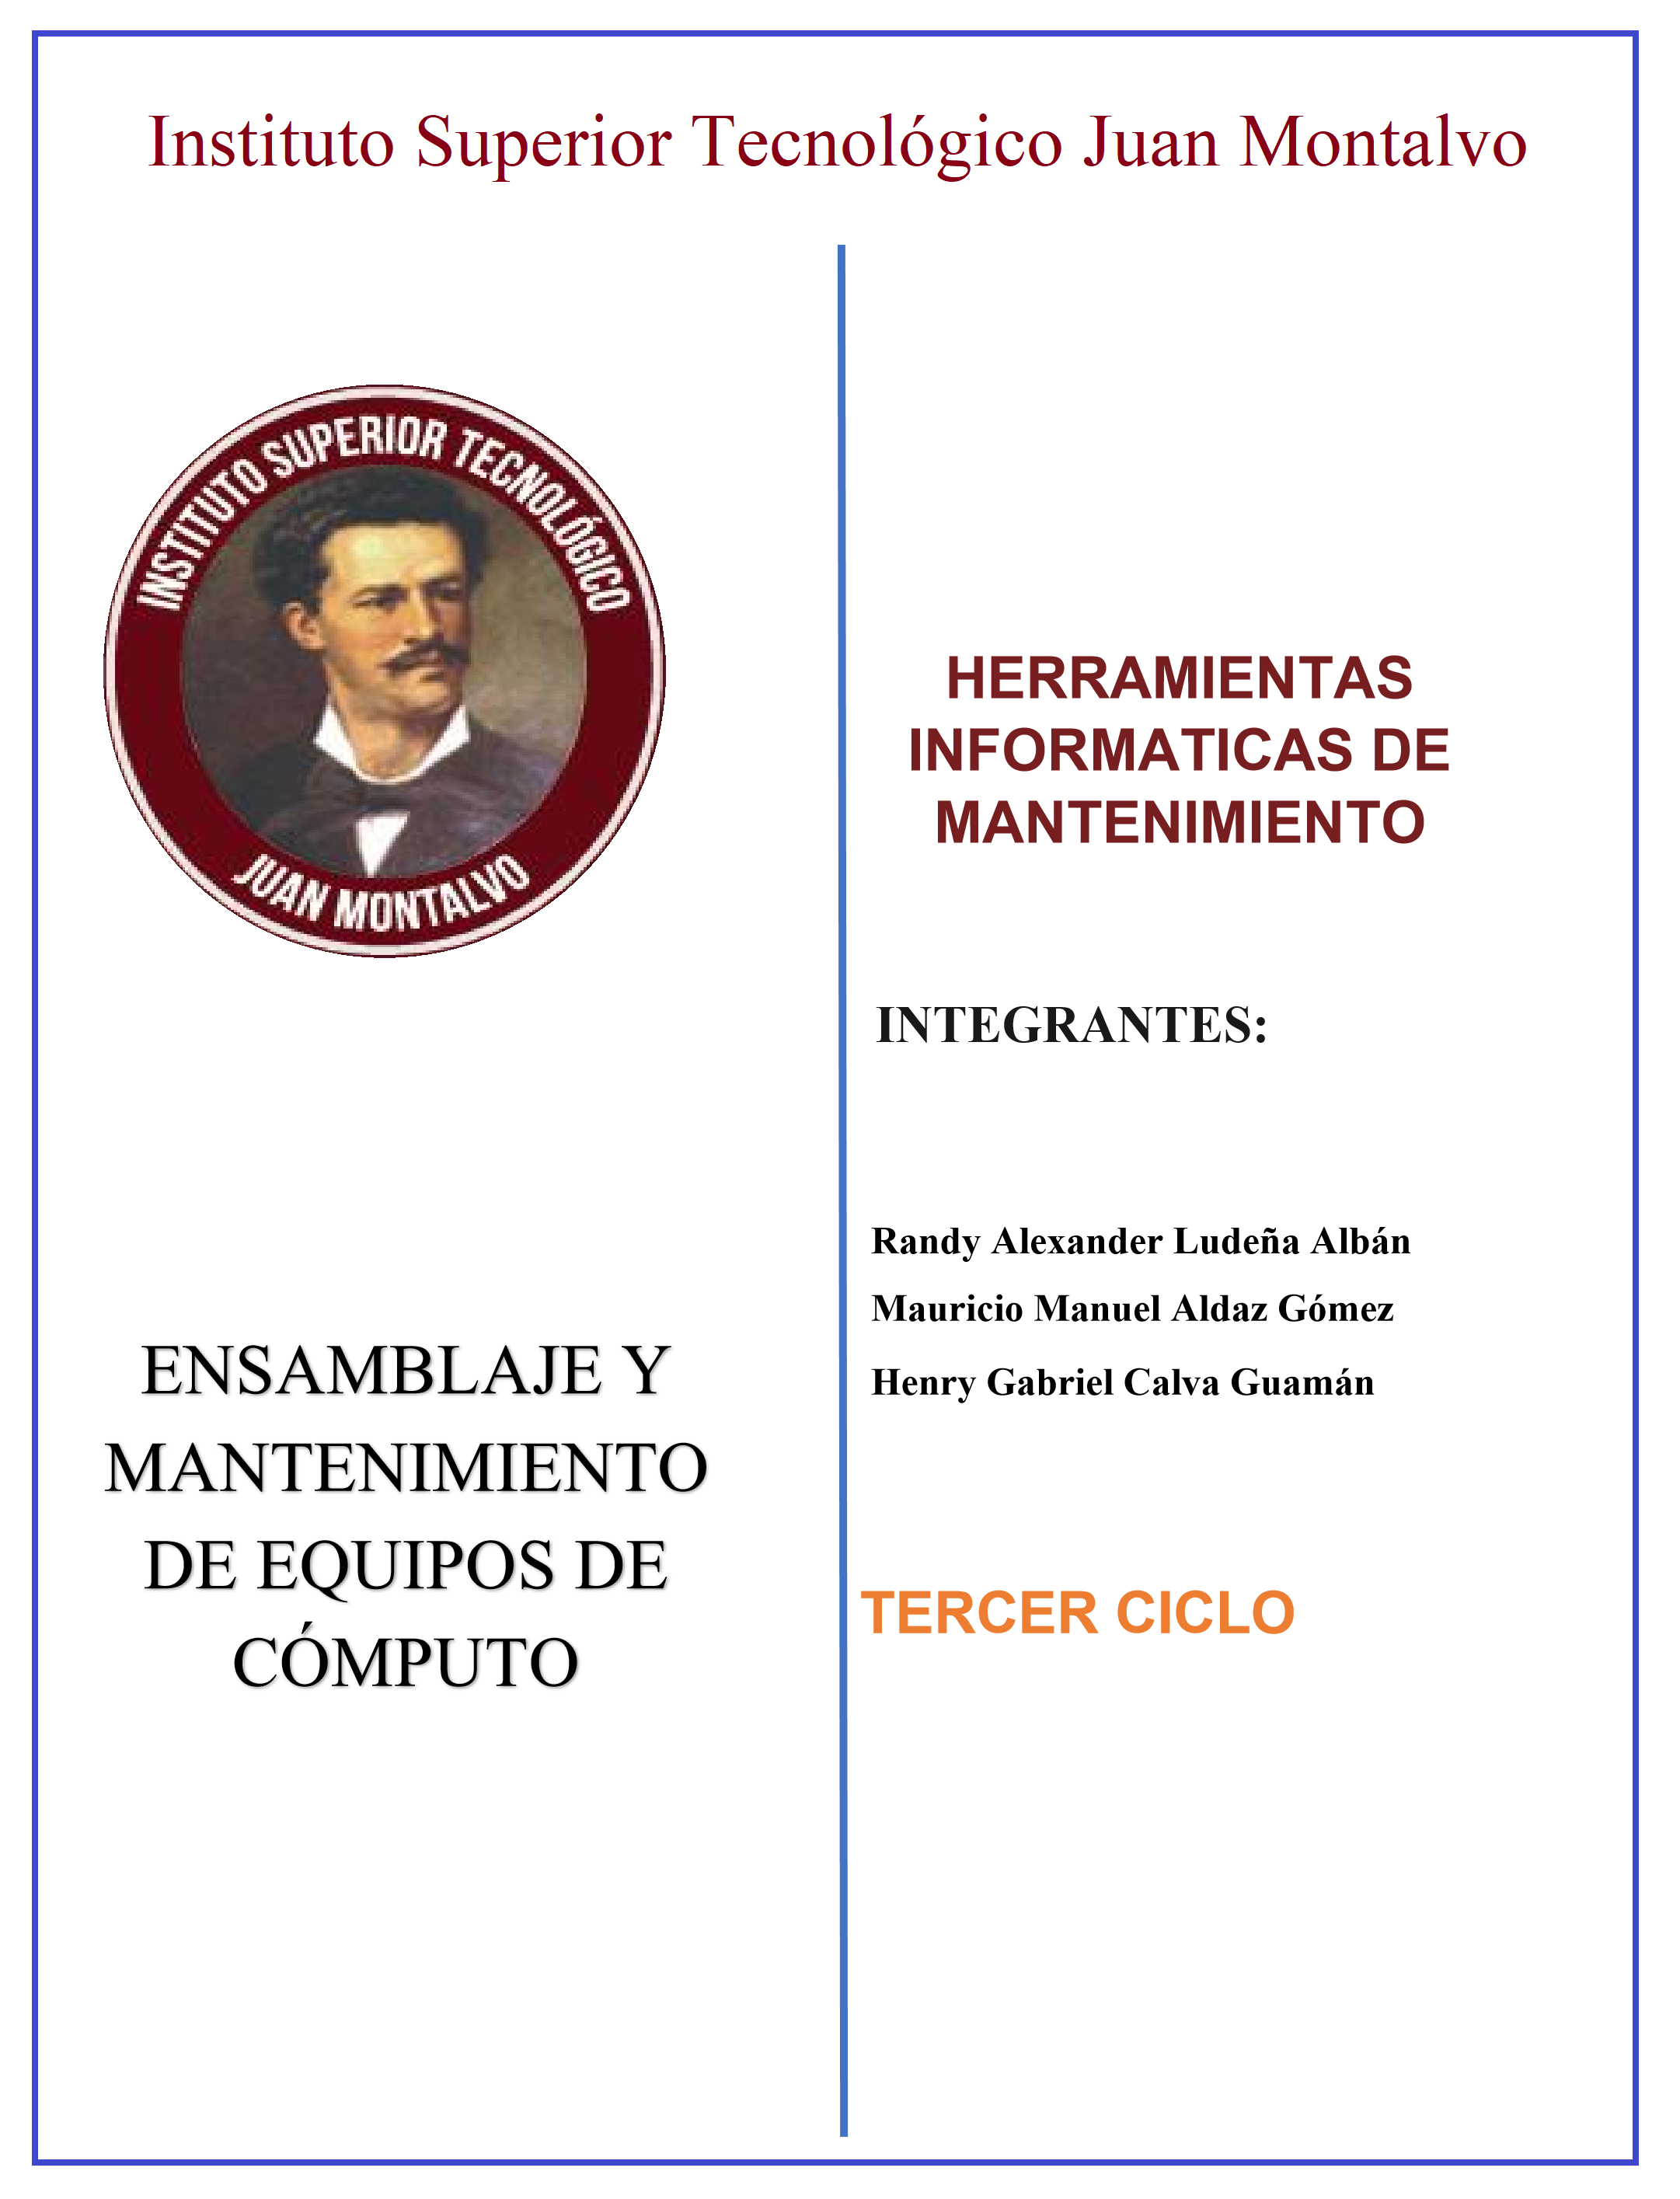 Instituto Superior Tecnológico Juan Montalvo
INSTITUTO SUPERIOR TECNOLÓGICO
JUAN MONTALVO
ENSAMBLAJE Y
MANTENIMIENTO
DE EQUIPOS DE
CÓMPUTO
HERRAMIENTAS
INFORMATICAS DE
MANTENIMIENTO
INTEGRANTES:
Randy Alexander Ludeña Albán
Mauricio Manuel Aldaz Gómez
Henry Gabriel Calva Guamán
TERCER CICLO